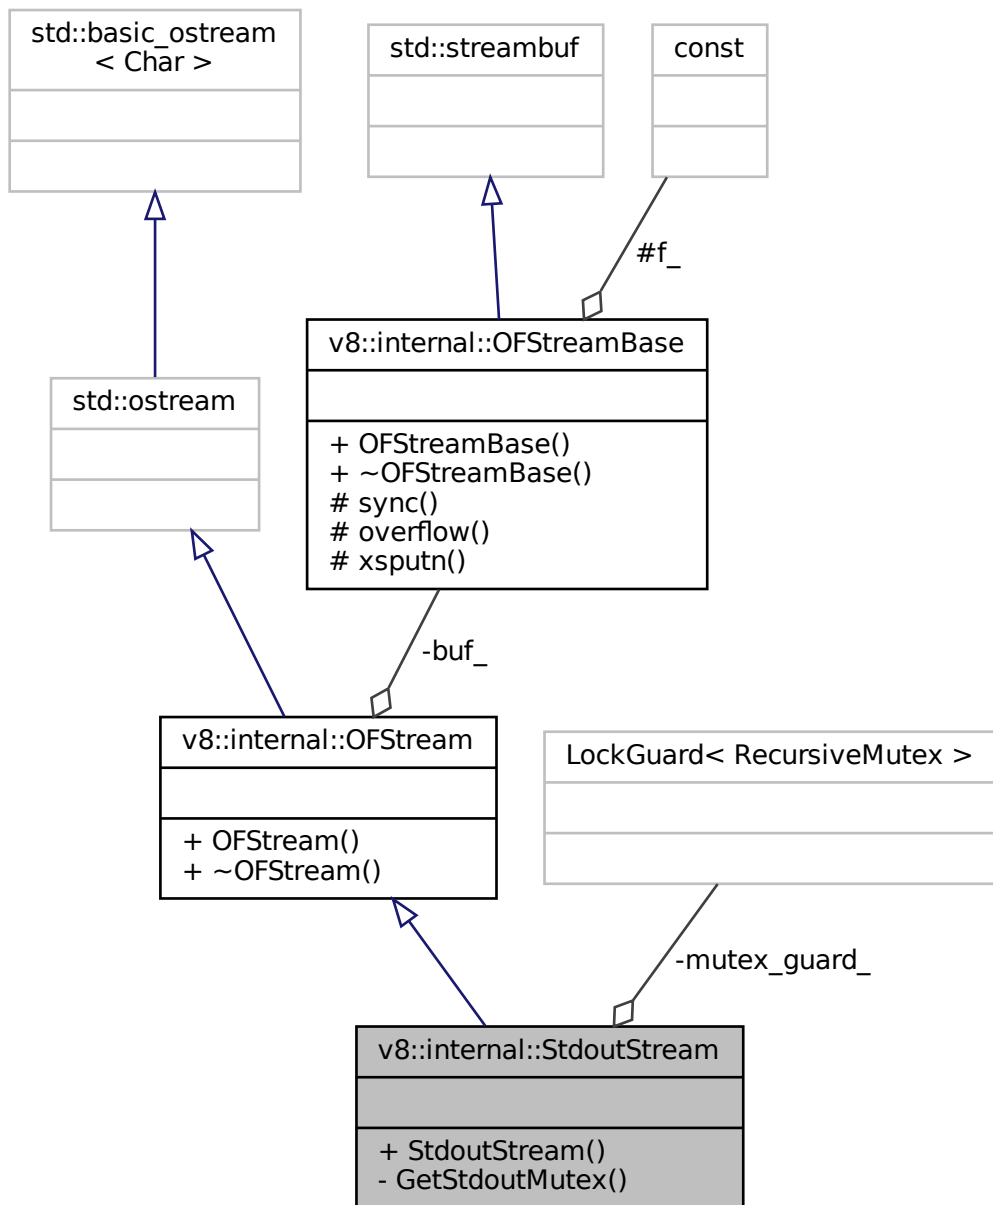 std::basic_ostream
< Char >
std::streambuf
const
#f_
v8::internal::OFStreamBase
+ OFStreamBase()
+ ~OFStreamBase()
# sync()
# overflow()
# xsputn()
std::ostream
-buf_
v8::internal::OFStream
+ OFStream()
+ ~OFStream()
LockGuard< RecursiveMutex >
-mutex_guard_
v8::internal::StdoutStream
+ StdoutStream()
- GetStdoutMutex()